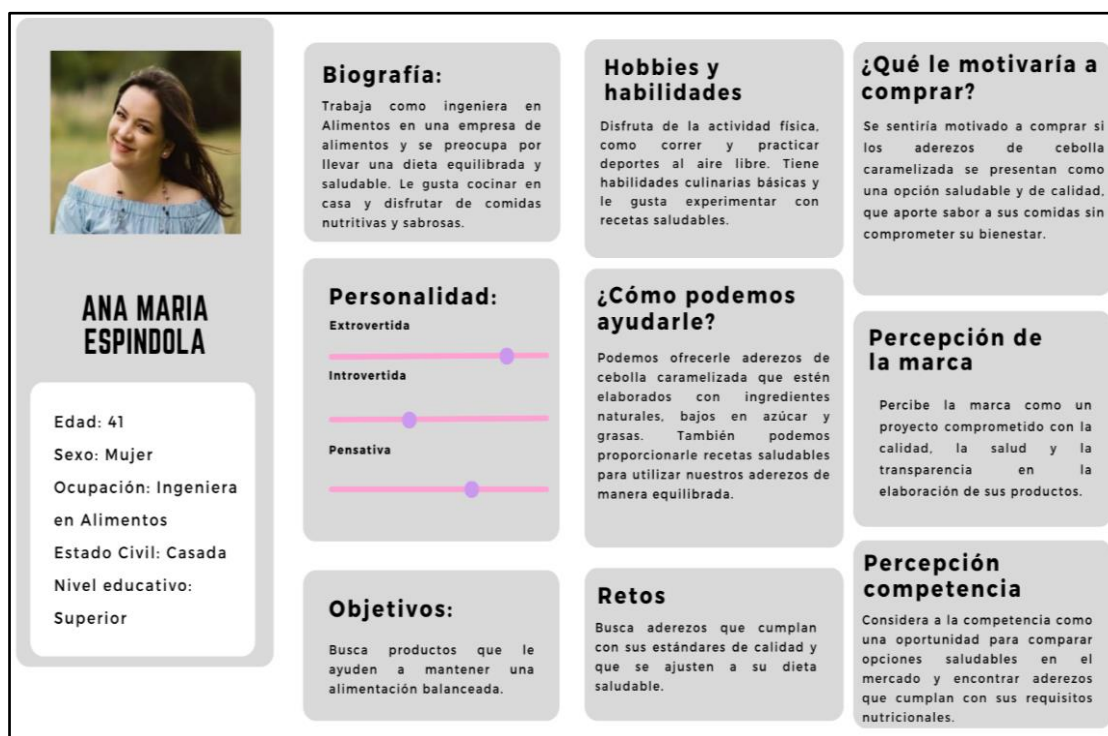 ANA MARIA
ESPINDOLA
Edad: 41
Sexo: Mujer
Ocupación: Ingeniera
en Alimentos
Estado Civil: Casada
Nivel educativo:
Superior
Biografía:
Trabaja como ingeniera en
Alimentos en una empresa de
alimentos y se preocupa por
llevar una dieta equilibrada y
saludable. Le gusta cocinar en
casa y disfrutar de comidas
nutritivas y sabrosas.
Personalidad:
Extrovertida
Introvertida
Pensativa
Objetivos:
Busca productos que le
ayuden a mantener una
alimentación balanceada.
Hobbies y
habilidades
Disfruta de la actividad física,
como correr y practicar
deportes al aire libre. Tiene
habilidades culinarias básicas y
le gusta experimentar con
recetas saludables.
¿Cómo podemos
ayudarle?
Podemos ofrecerle aderezos de
cebolla caramelizada que estén
elaborados con ingredientes
naturales, bajos en azúcar y
grasas. También podemos
proporcionarle recetas saludables
para utilizar nuestros aderezos de
manera equilibrada.
Retos
Busca aderezos que cumplan
con sus estándares de calidad y
que se ajusten a su dieta
saludable.
¿Qué le motivaría a
comprar?
Se sentiría motivado a comprar si
los aderezos de cebolla
caramelizada se presentan como
una opción saludable y de calidad,
que aporte sabor a sus comidas sin
comprometer su bienestar.
Percepción de
la marca
Percibe la marca como un
proyecto comprometido con la
calidad, la salud y la
transparencia en la
elaboración de sus productos.
Percepción
competencia
Considera a la competencia como
una oportunidad para comparar
opciones saludables en el
mercado y encontrar aderezos
que cumplan con sus requisitos
nutricionales.